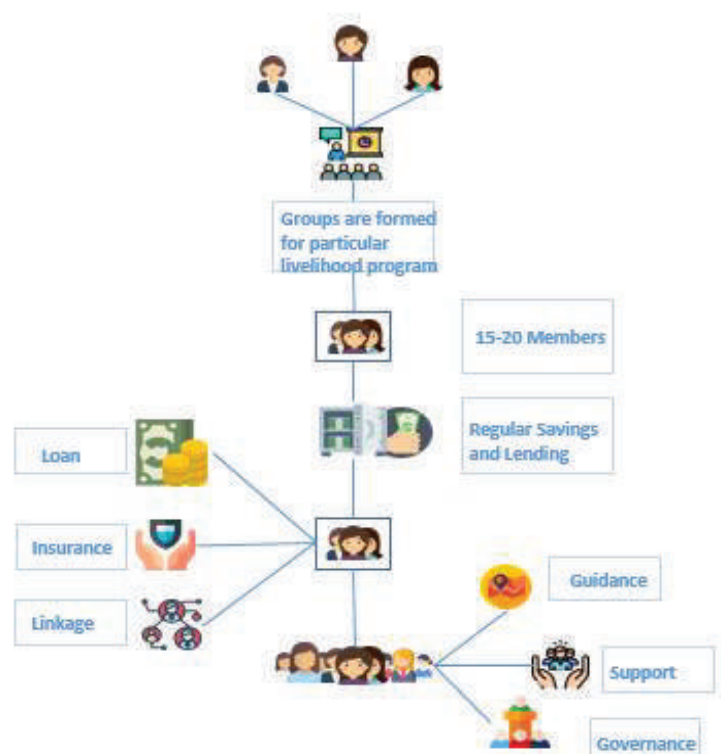 Groups are formed
for particular
livelihood program
15-20 Members
Regular Savings
and Lending
Loan
Insurance
Linkage
Guidance
Support
Governance